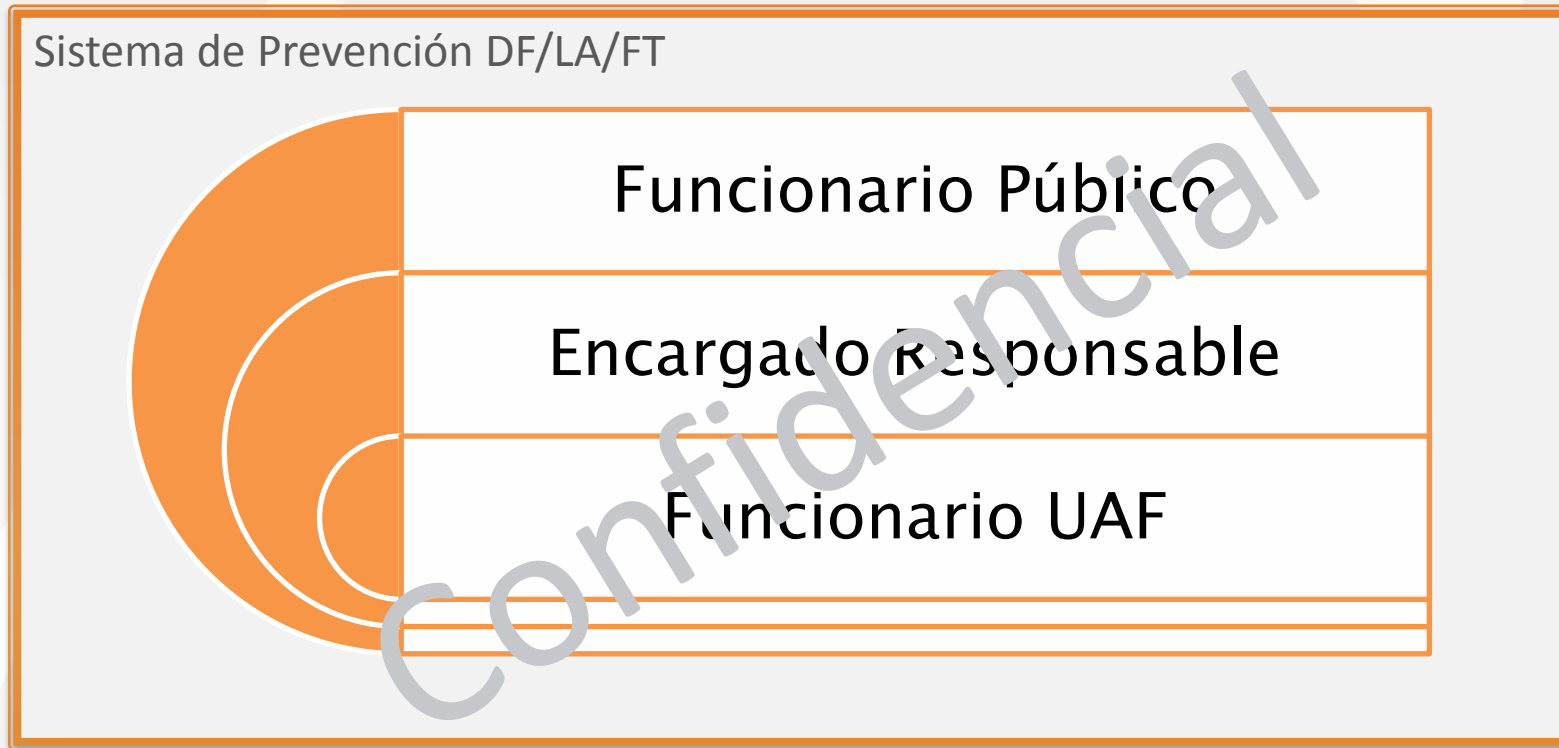 Sistema de Prevención DF/LA/FT
Funcionario Público
Encargado Responsable
Funcionario UAF
Confidencial